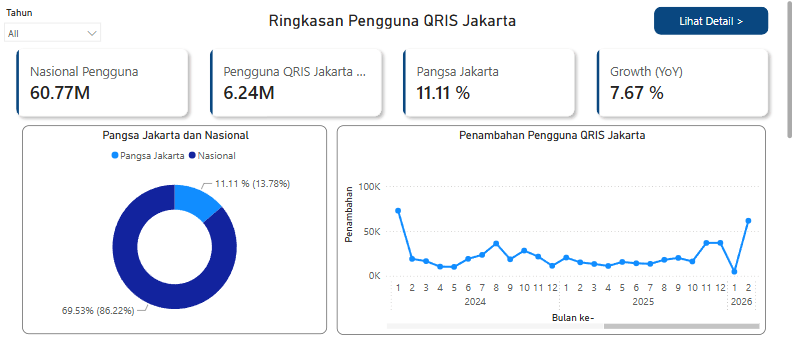 Tahun
All
Ringkasan Pengguna QRIS Jakarta
Lihat Detail >
Nasional Pengguna
60.77M
Pengguna QRIS Jakarta ...
6.24M
Pangsa Jakarta
11.11 %
Growth (YoY)
7.67 %
Pangsa Jakarta dan Nasional
Pangsa Jakarta Nasional
11.11 % (13.78%)
69.53% (86.22%)
Penambahan Pengguna QRIS Jakarta
Penambahan
100K
50K
0K
1 2 3 4 5 6 7 8 9 10 11 12 1 2 3 4 5 6 7 8 9 10 11 12 1 2
2024 2025 2026
Bulan ke-